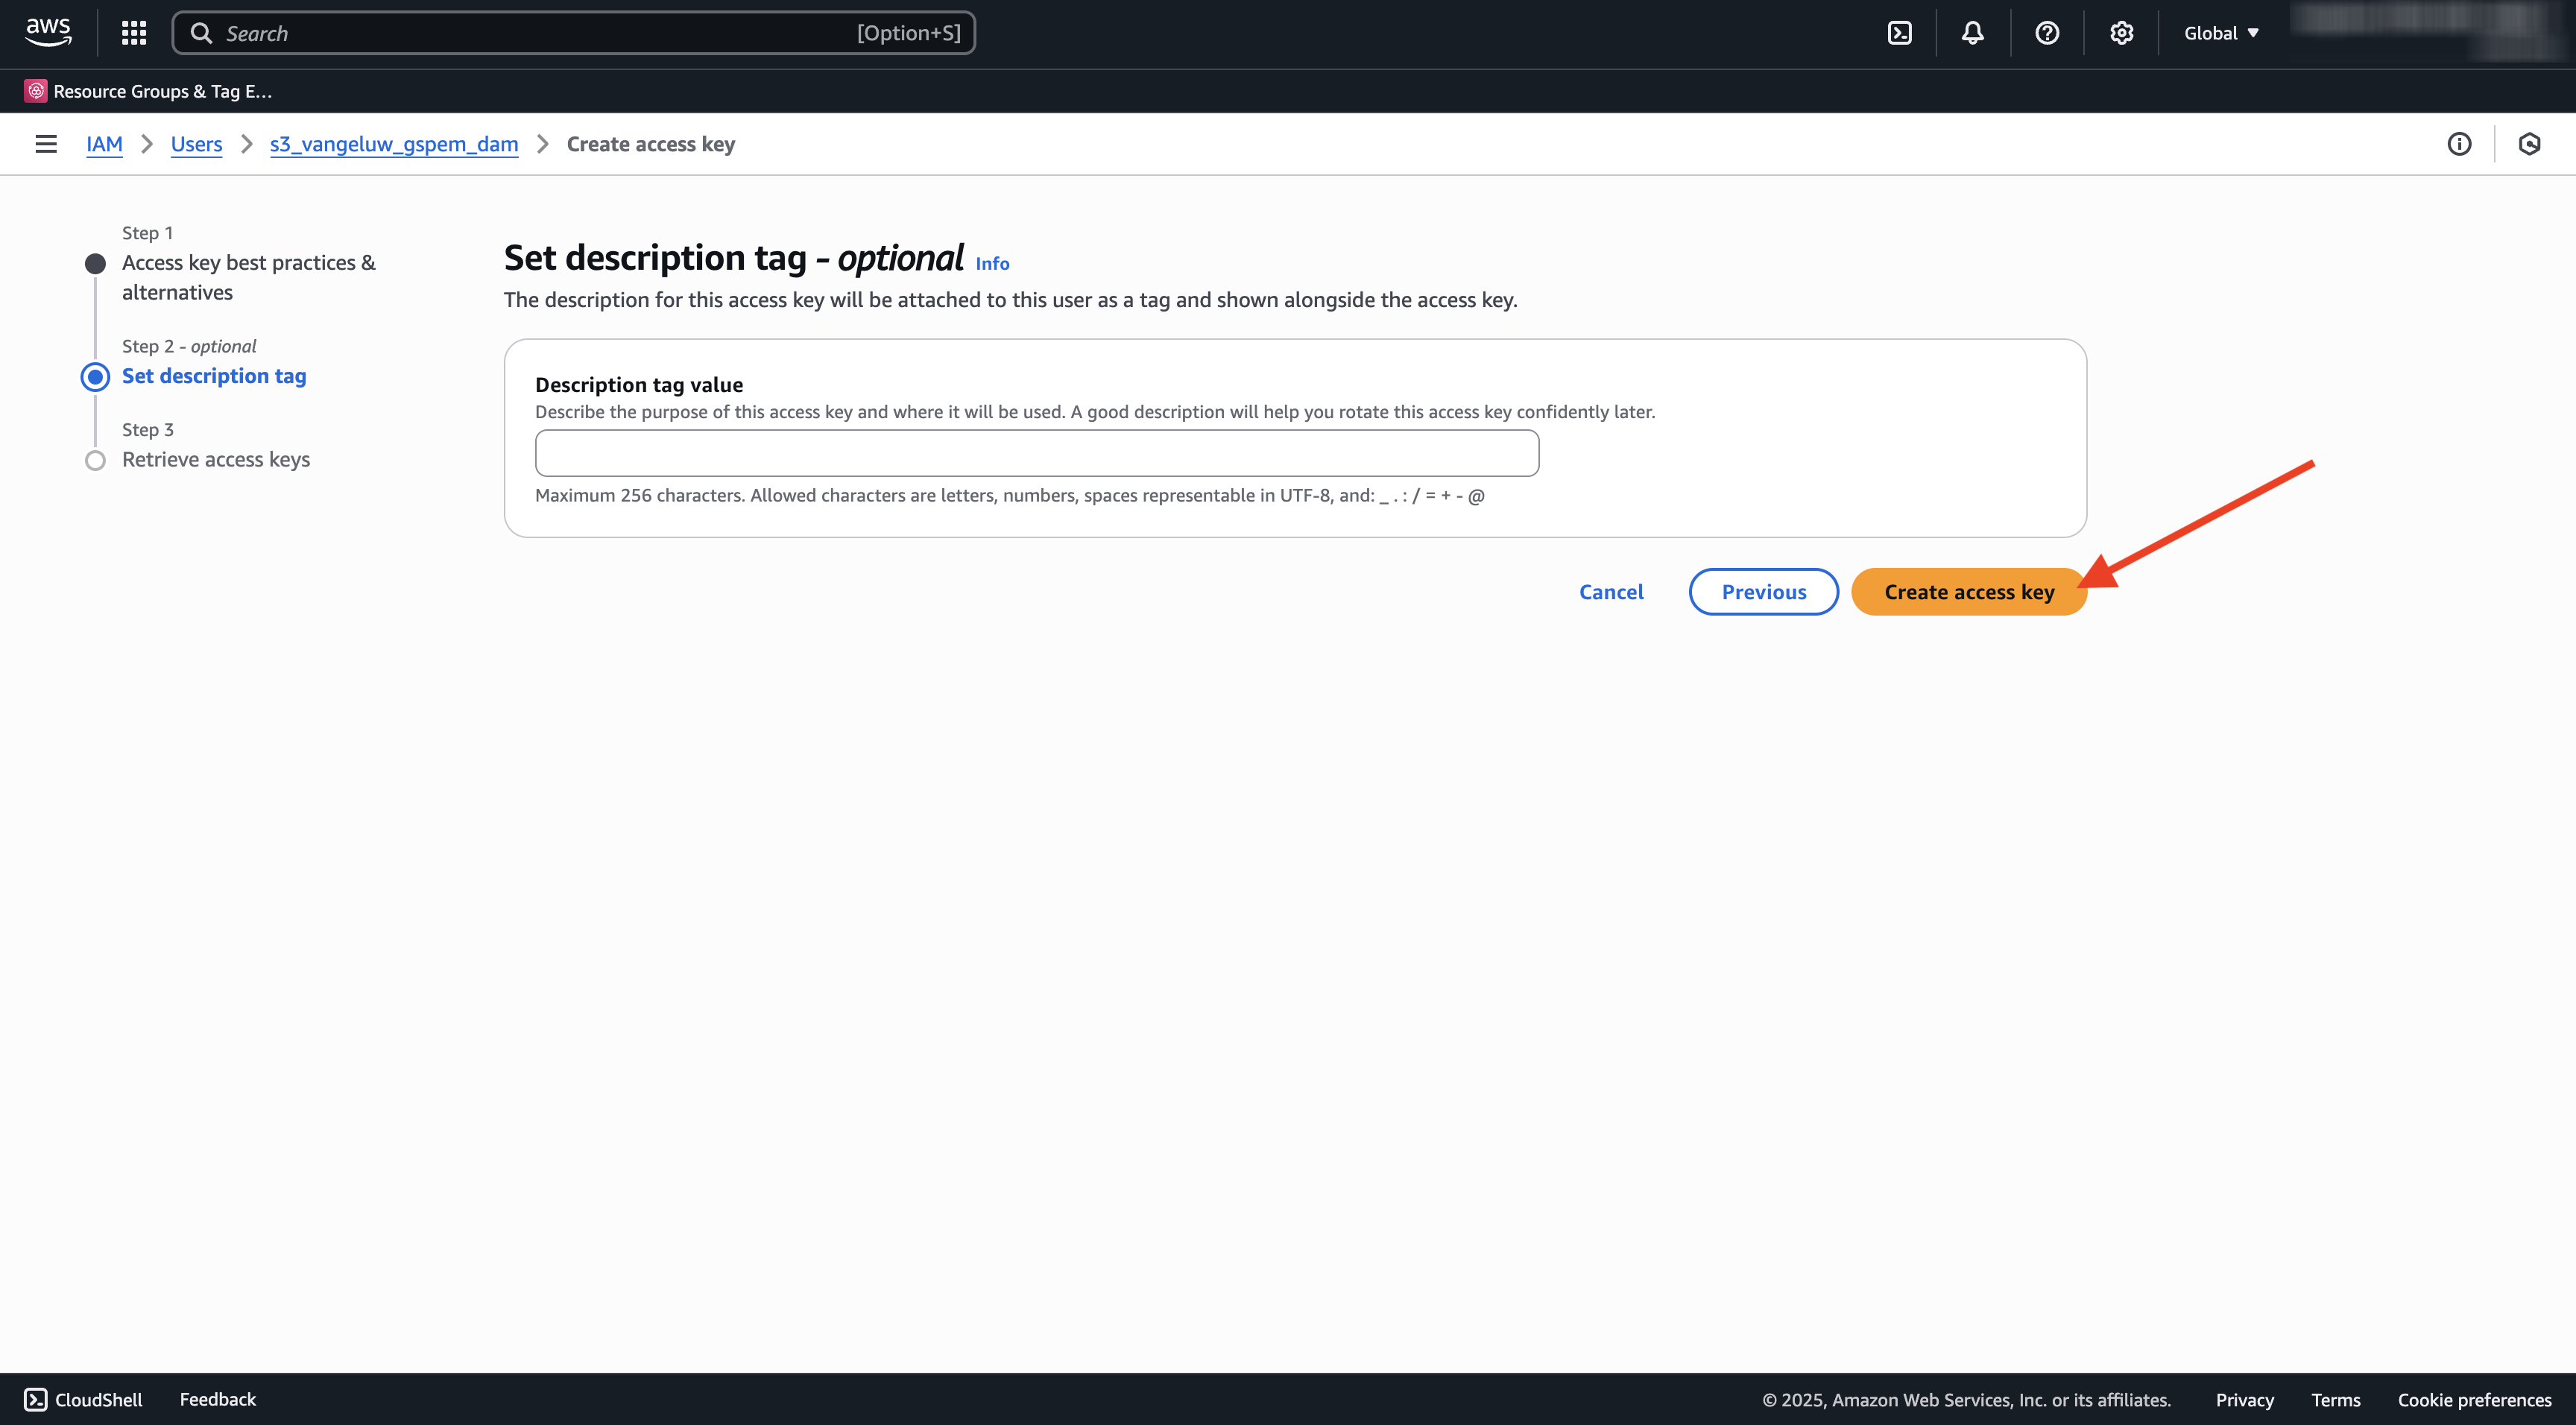 aws
Search [Option+S]
Global
Resource Groups & Tag E...
IAM Users s3_vangeluw_gspem_dam Create access key
Step 1
Access key best practices &
alternatives
Step 2 - optional
Set description tag
Step 3
Retrieve access keys
Set description tag - optional Info
The description for this access key will be attached to this user as a tag and shown alongside the access key.
Description tag value
Describe the purpose of this access key and where it will be used. A good description will help you rotate this access key confidently later.
Maximum 256 characters. Allowed characters are letters, numbers, spaces representable in UTF-8, and: _ . : / = + - @
Cancel Previous Create access key
CloudShell Feedback © 2025, Amazon Web Services, Inc. or its affiliates. Privacy Terms Cookie preferences